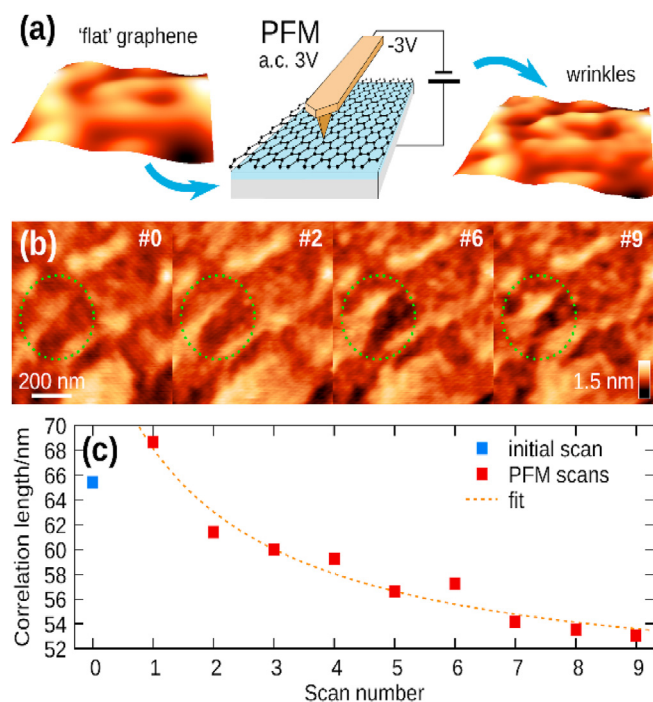 (a)
'flat' graphene
PFM
a.c. 3V
-3V
wrinkles
(b)
#0
#2
#6
#9
200 nm
1.5 nm
(c)
Correlation length/nm
70
68
66
64
62
60
58
56
54
52
initial scan
PFM scans
fit
0 1 2 3 4 5 6 7 8 9
Scan number